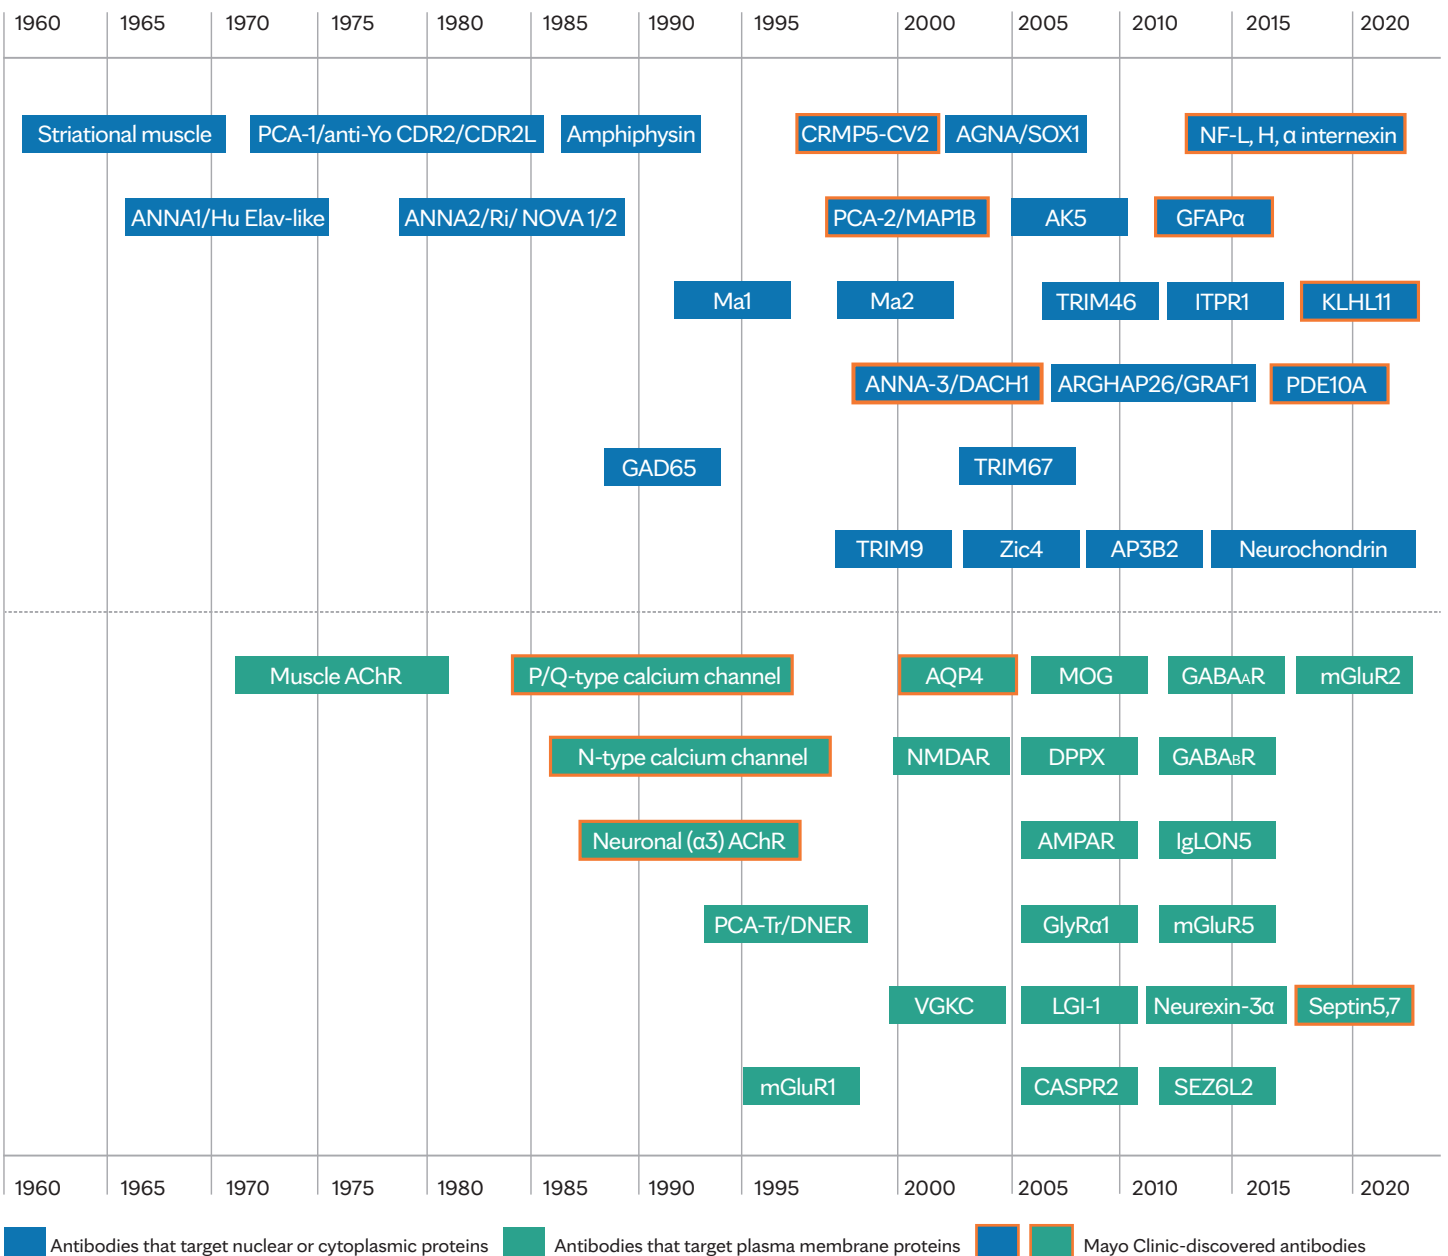 1960 1965 1970 1975 1980 1985 1990 1995 2000 2005 2010 2015 2020
Striational muscle PCA-1/anti-Yo CDR2/CDR2L Amphiphysin CRMP5-CV2 AGNA/SOX1 NF-L, H, α internexin
ANNA1/Hu Elav-like ANNA2/Ri/ NOVA 1/2 PCA-2/MAP1B AK5 GFAPα
Ma1 Ma2 TRIM46 ITPR1 KLHL11
ANNA-3/DACH1 ARGHAP26/GRAF1 PDE10A
GAD65 TRIM67
TRIM9 Zic4 AP3B2 Neurochondrin
Muscle AChR P/Q-type calcium channel AQP4 MOG GABAAR mGluR2
N-type calcium channel NMDAR DPPX GABABR
Neuronal (α3) AChR AMPAR IgLON5
PCA-Tr/DNER GlyRα1 mGluR5
VGKC LGI-1 Neurexin-3α Septin5,7
mGluR1 CASPR2 SEZ6L2
1960 1965 1970 1975 1980 1985 1990 1995 2000 2005 2010 2015 2020
Antibodies that target nuclear or cytoplasmic proteins Antibodies that target plasma membrane proteins Mayo Clinic-discovered antibodies